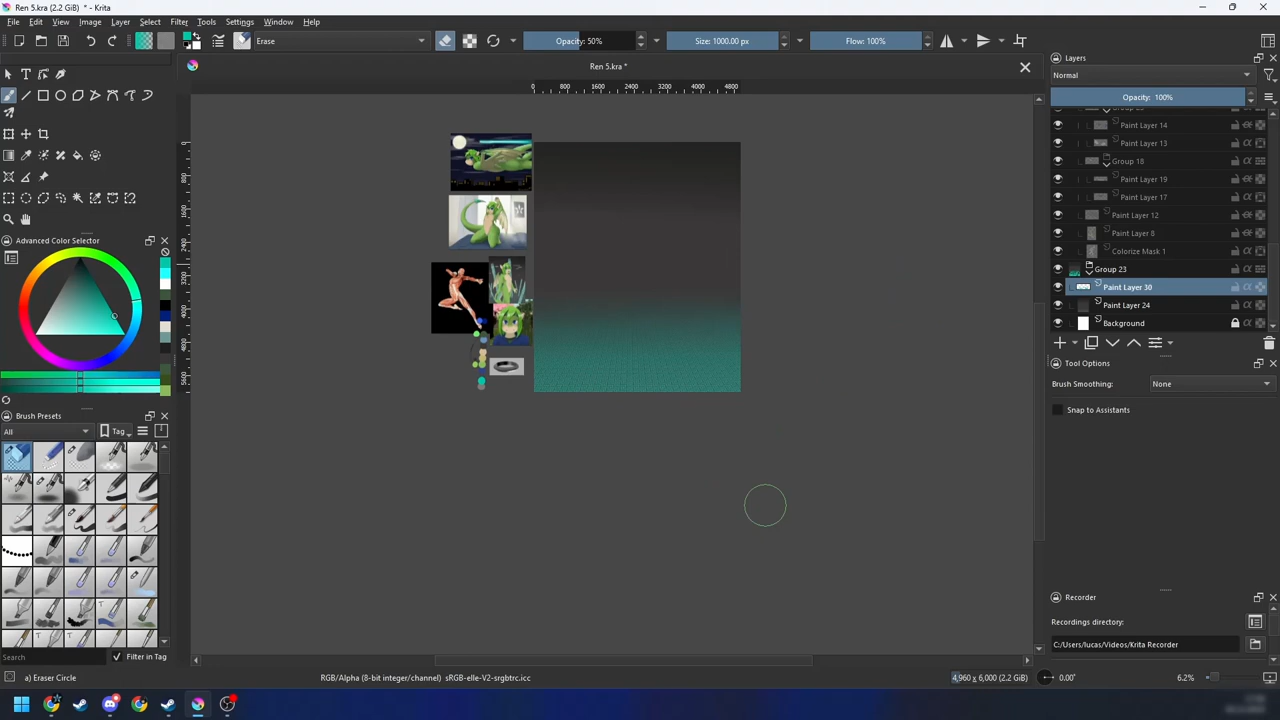 Ren 5.kra (2.2 GiB) * - Krita
File Edit View Image Layer Select Filter Tools Settings Window Help
Erase
Opacity: 50%
Size: 1000.00 px
Flow: 100%
Ren 5.kra *
0 800 1600 2400 3200 4000 4800
Layers
Normal
Opacity: 100%
Paint Layer 14
Paint Layer 13
Group 18
Paint Layer 19
Paint Layer 17
Paint Layer 12
Paint Layer 8
Colorize Mask 1
Group 23
Paint Layer 30
Paint Layer 24
Background
Advanced Color Selector
Tool Options
Brush Smoothing: None
Snap to Assistants
Brush Presets
All
Tag
Search
Filter in Tag
Recorder
Recordings directory:
C:/Users/lucas/Videos/Krita Recorder
a) Eraser Circle
RGB/Alpha (8-bit integer/channel) sRGB-elle-V2-srgbtrc.icc
4,960 x 6,000 (2.2 GiB)
0.00°
6.2%